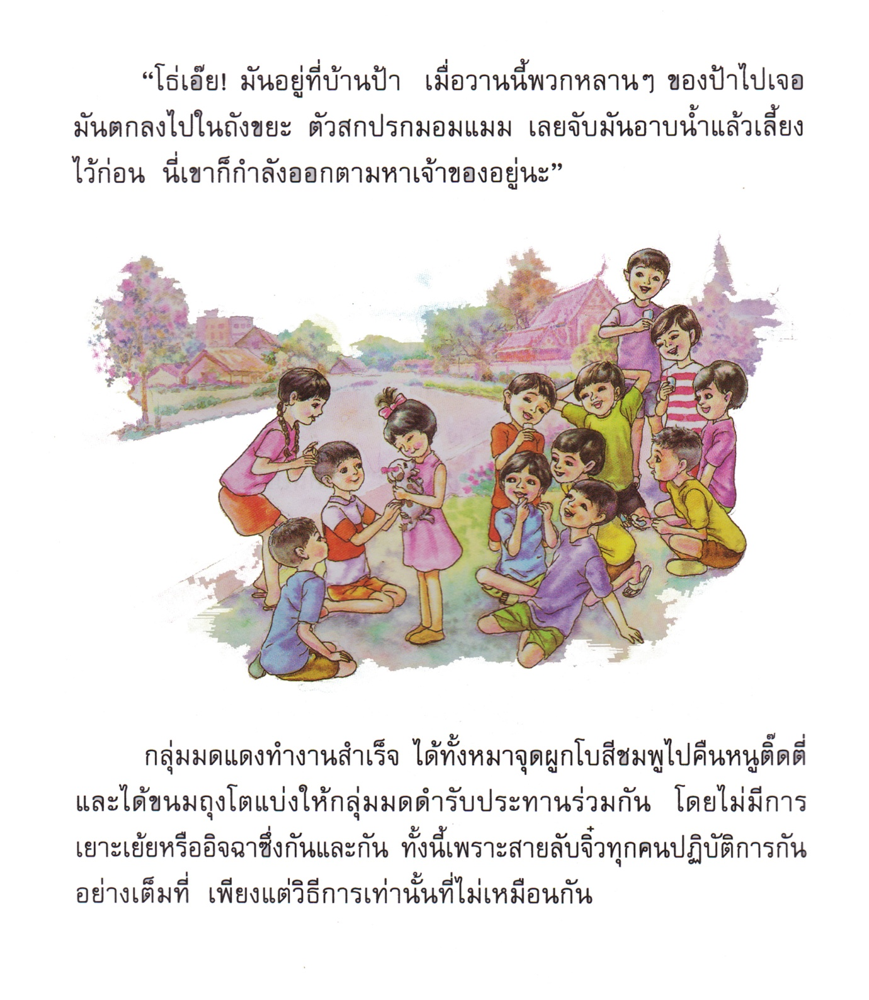 “โธ่เอ๊ย! มันอยู่ที่บ้านป้า เมื่อวานนี้พวกหลานๆ ของป้าไปเจอ
มันตกลงไปในถังขยะ ตัวสกปรกมอมแมม เลยจับมันอาบน้ำแล้วเลี้ยง
ไว้ก่อน นี่เขาก็กำลังออกตามหาเจ้าของอยู่นะ”
กลุ่มมดแดงทำงานสำเร็จ ได้ทั้งหมาจุดผูกโบสีชมพูไปคืนหนูติ๊ดตี่
และได้ขนมถุงโตแบ่งให้กลุ่มมดดำรับประทานร่วมกัน โดยไม่มีการ
เยาะเย้ยหรืออิจฉาซึ่งกันและกัน ทั้งนี้เพราะสายลับจิ๋วทุกคนปฏิบัติการกัน
อย่างเต็มที่ เพียงแต่วิธีการเท่านั้นที่ไม่เหมือนกัน